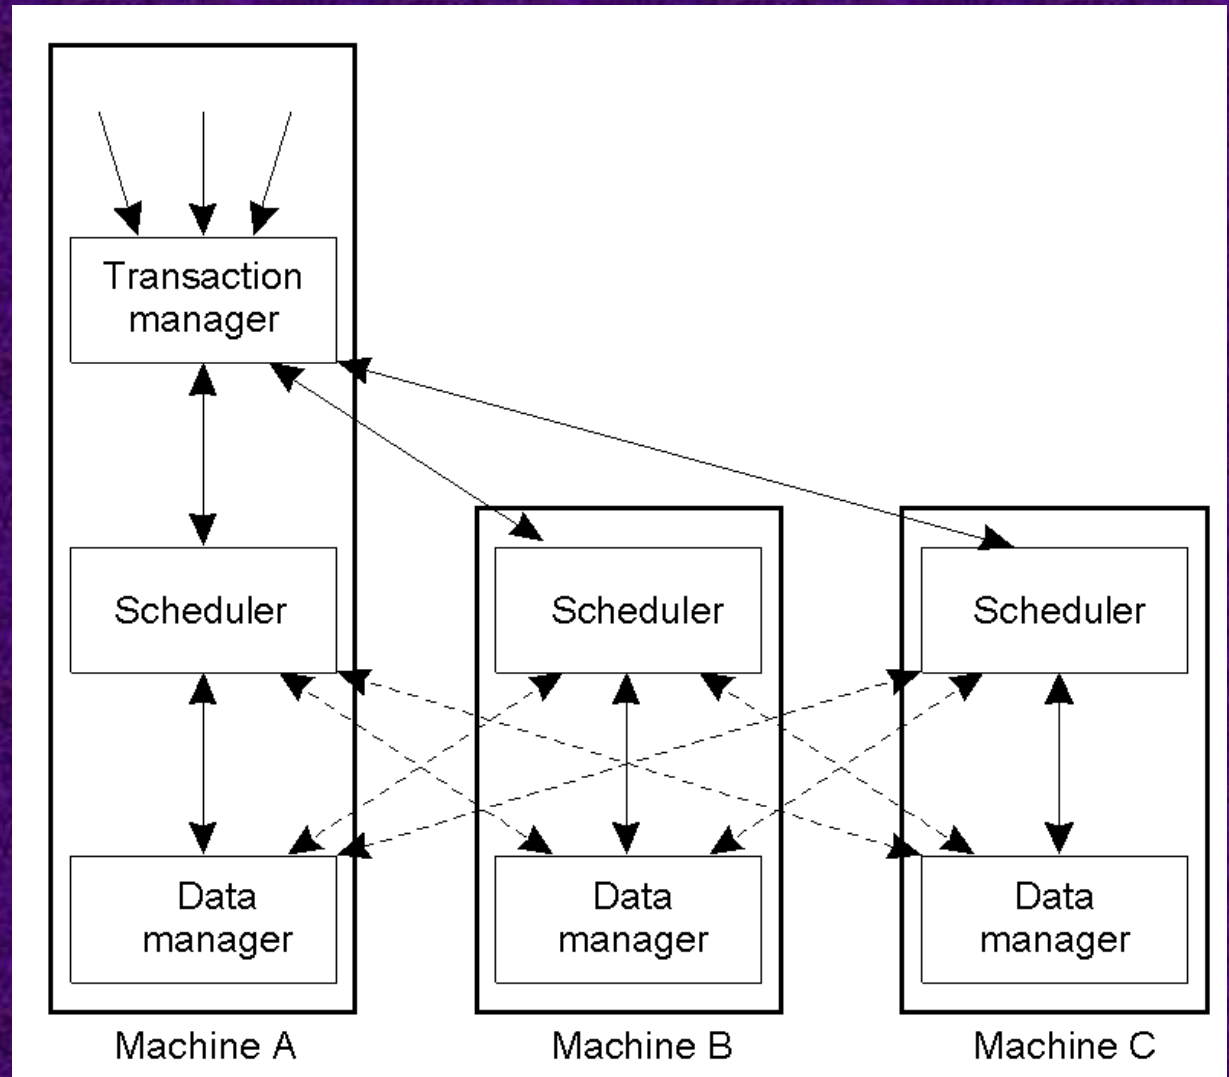 Transaction
manager
Scheduler
Scheduler
Scheduler
Data
manager
Data
manager
Data
manager
Machine A
Machine B
Machine C